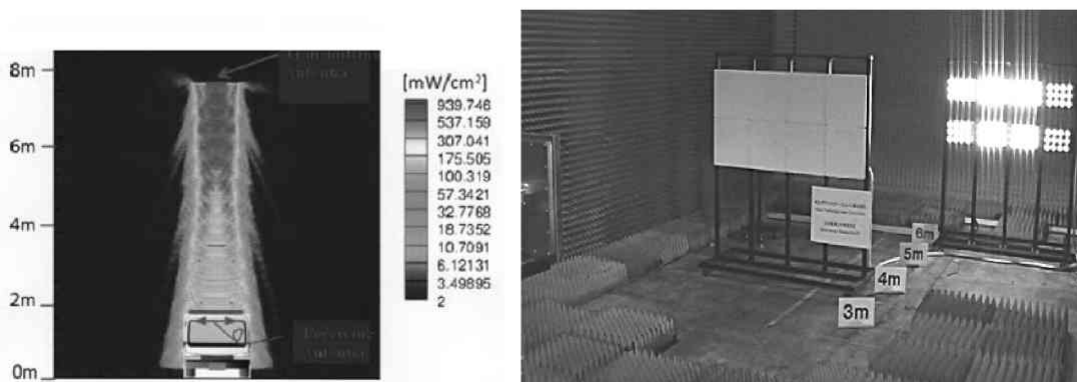 8m
6m
4m
2m
0m
[mW/cm²]
939.746
537.159
307.041
175.505
100.319
57.3421
32.7768
18.7352
10.7091
6.12131
3.49895
2
6m
5m
4m
3m